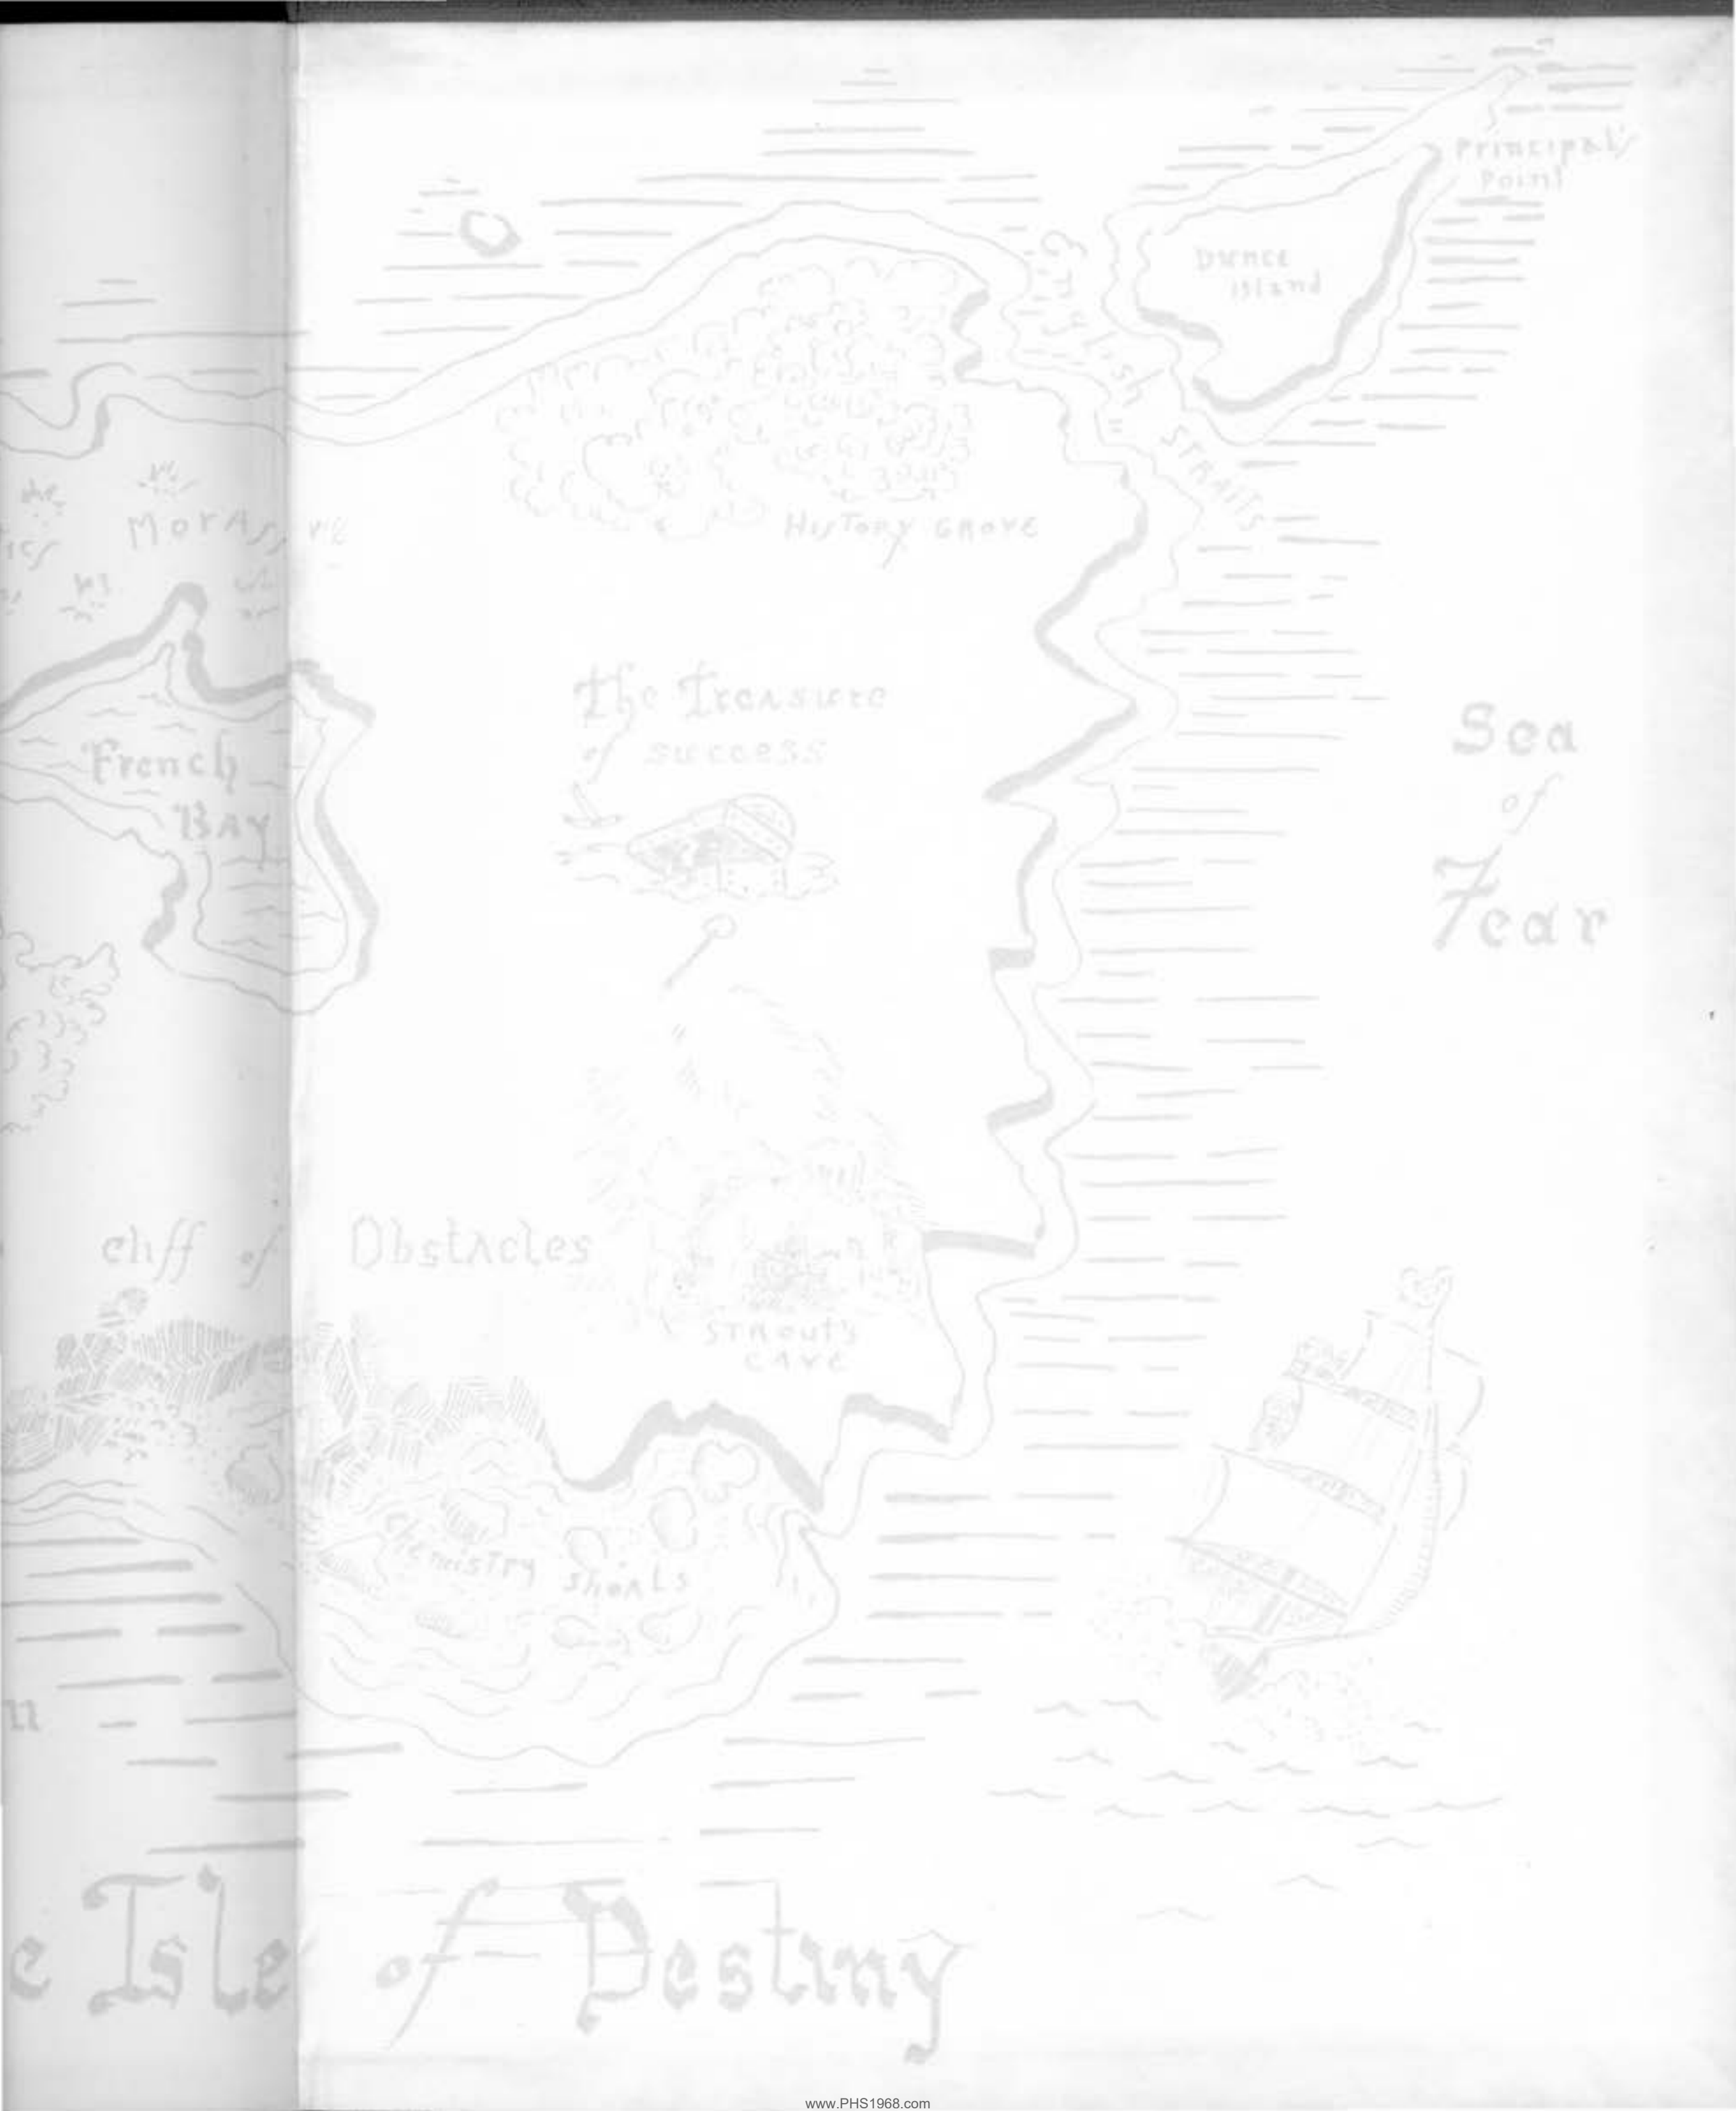 Principal's
Point
Dunce
Island
STRAITS
MorAss
HisTory GROVE
The Treasure
of success
French
BAY
Sea
of
Fear
cliff of Obstacles
STROUT'S
CAVE
Chemistry ShoALs
n
e Isle of Destiny
www.PHS1968.com